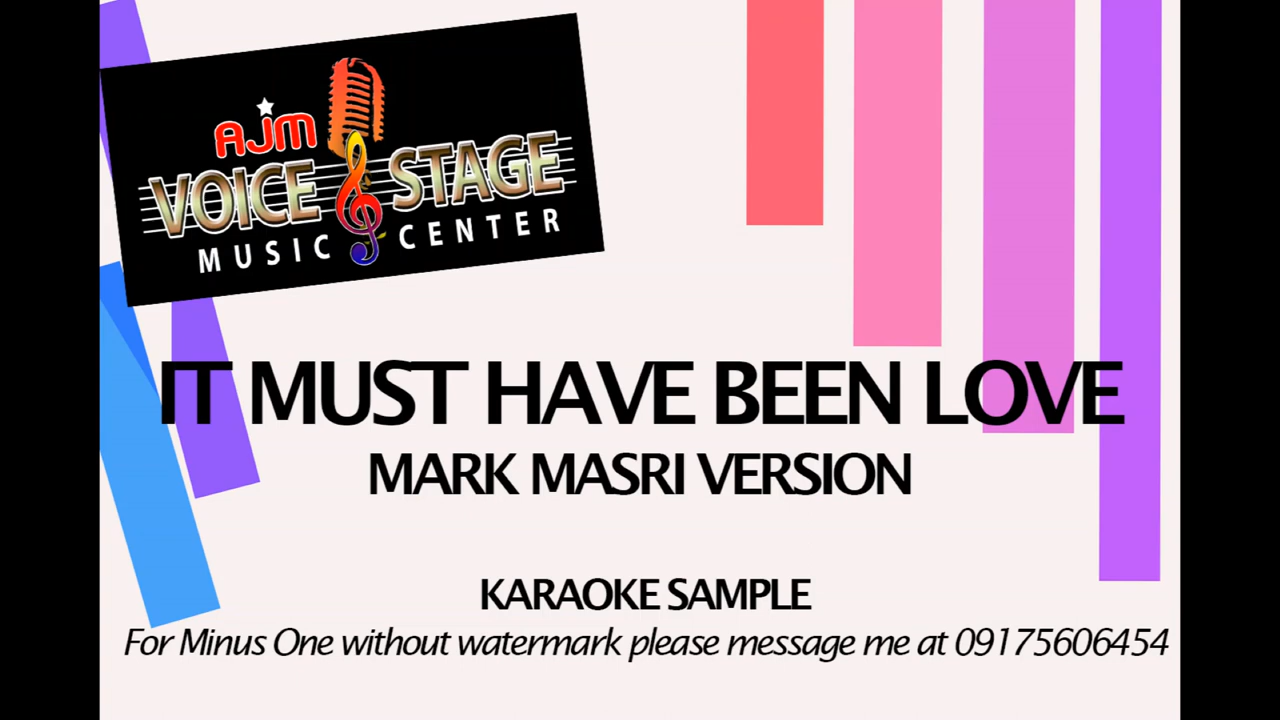 AJM
VOICE STAGE
MUSIC CENTER
IT MUST HAVE BEEN LOVE
MARK MASRI VERSION
KARAOKE SAMPLE
For Minus One without watermark please message me at 09175606454